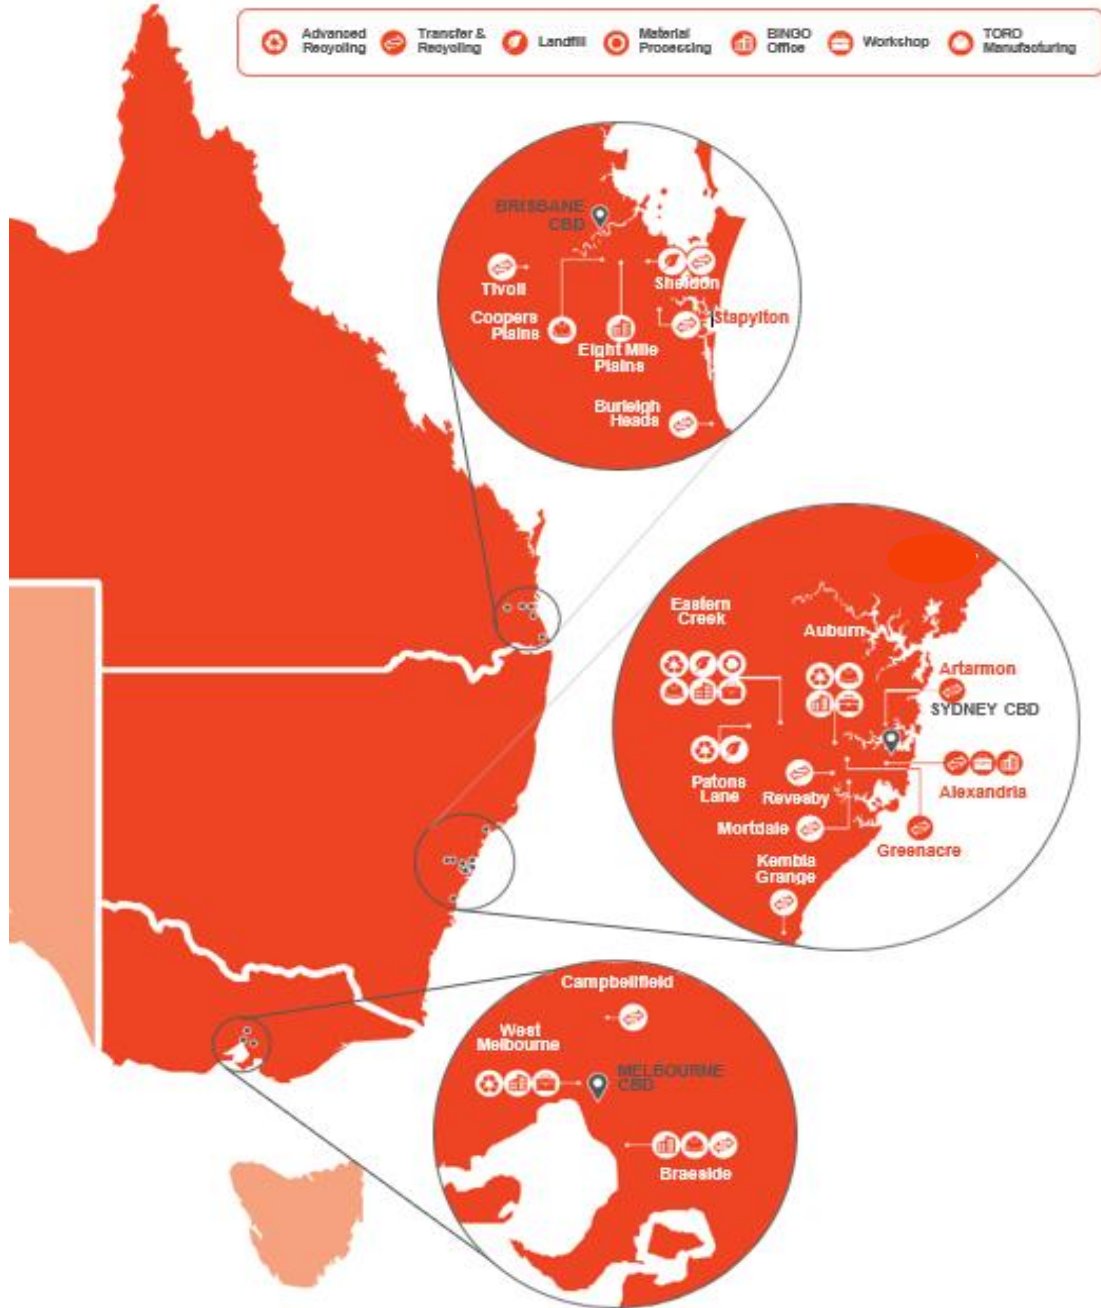 Advanced
Recycling
Transfer &
Recycling
Landfill
Material
Processing
BINGO
Office
Workshop
TORO
Manufacturing
BRISBANE
CBD
Tivoli
Sheldon
Coopers
Plains
Stapylton
Eight Mile
Plains
Burleigh
Heads
Eastern
Creek
Auburn
Artarmon
SYDNEY CBD
Patons
Lane
Revesby
Alexandria
Mortdale
Greenacre
Kembla
Grange
Campbellfield
West
Melbourne
MELBOURNE
CBD
Braeside